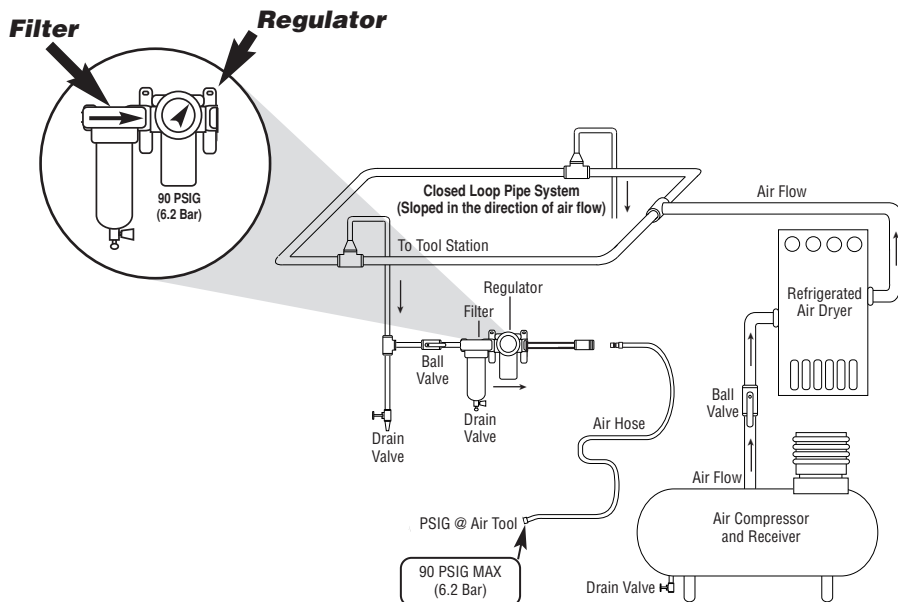 Filter
Regulator
90 PSIG
(6.2 Bar)
Closed Loop Pipe System
(Sloped in the direction of air flow)
Air Flow
To Tool Station
Refrigerated
Air Dryer
Regulator
Filter
Ball
Valve
Drain
Valve
Drain
Valve
Air Hose
Ball
Valve
Air Flow
PSIG @ Air Tool
90 PSIG MAX
(6.2 Bar)
Air Compressor
and Receiver
Drain Valve